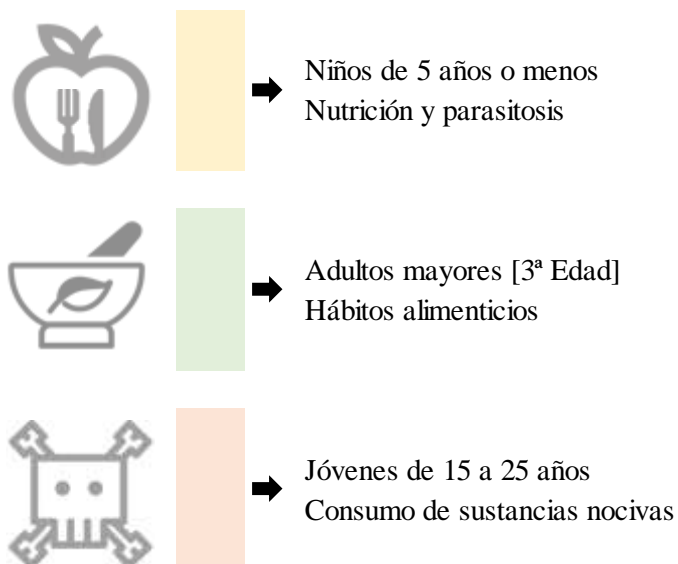 Niños de 5 años o menos
Nutrición y parasitosis
Adultos mayores [3ª Edad]
Hábitos alimenticios
Jóvenes de 15 a 25 años
Consumo de sustancias nocivas